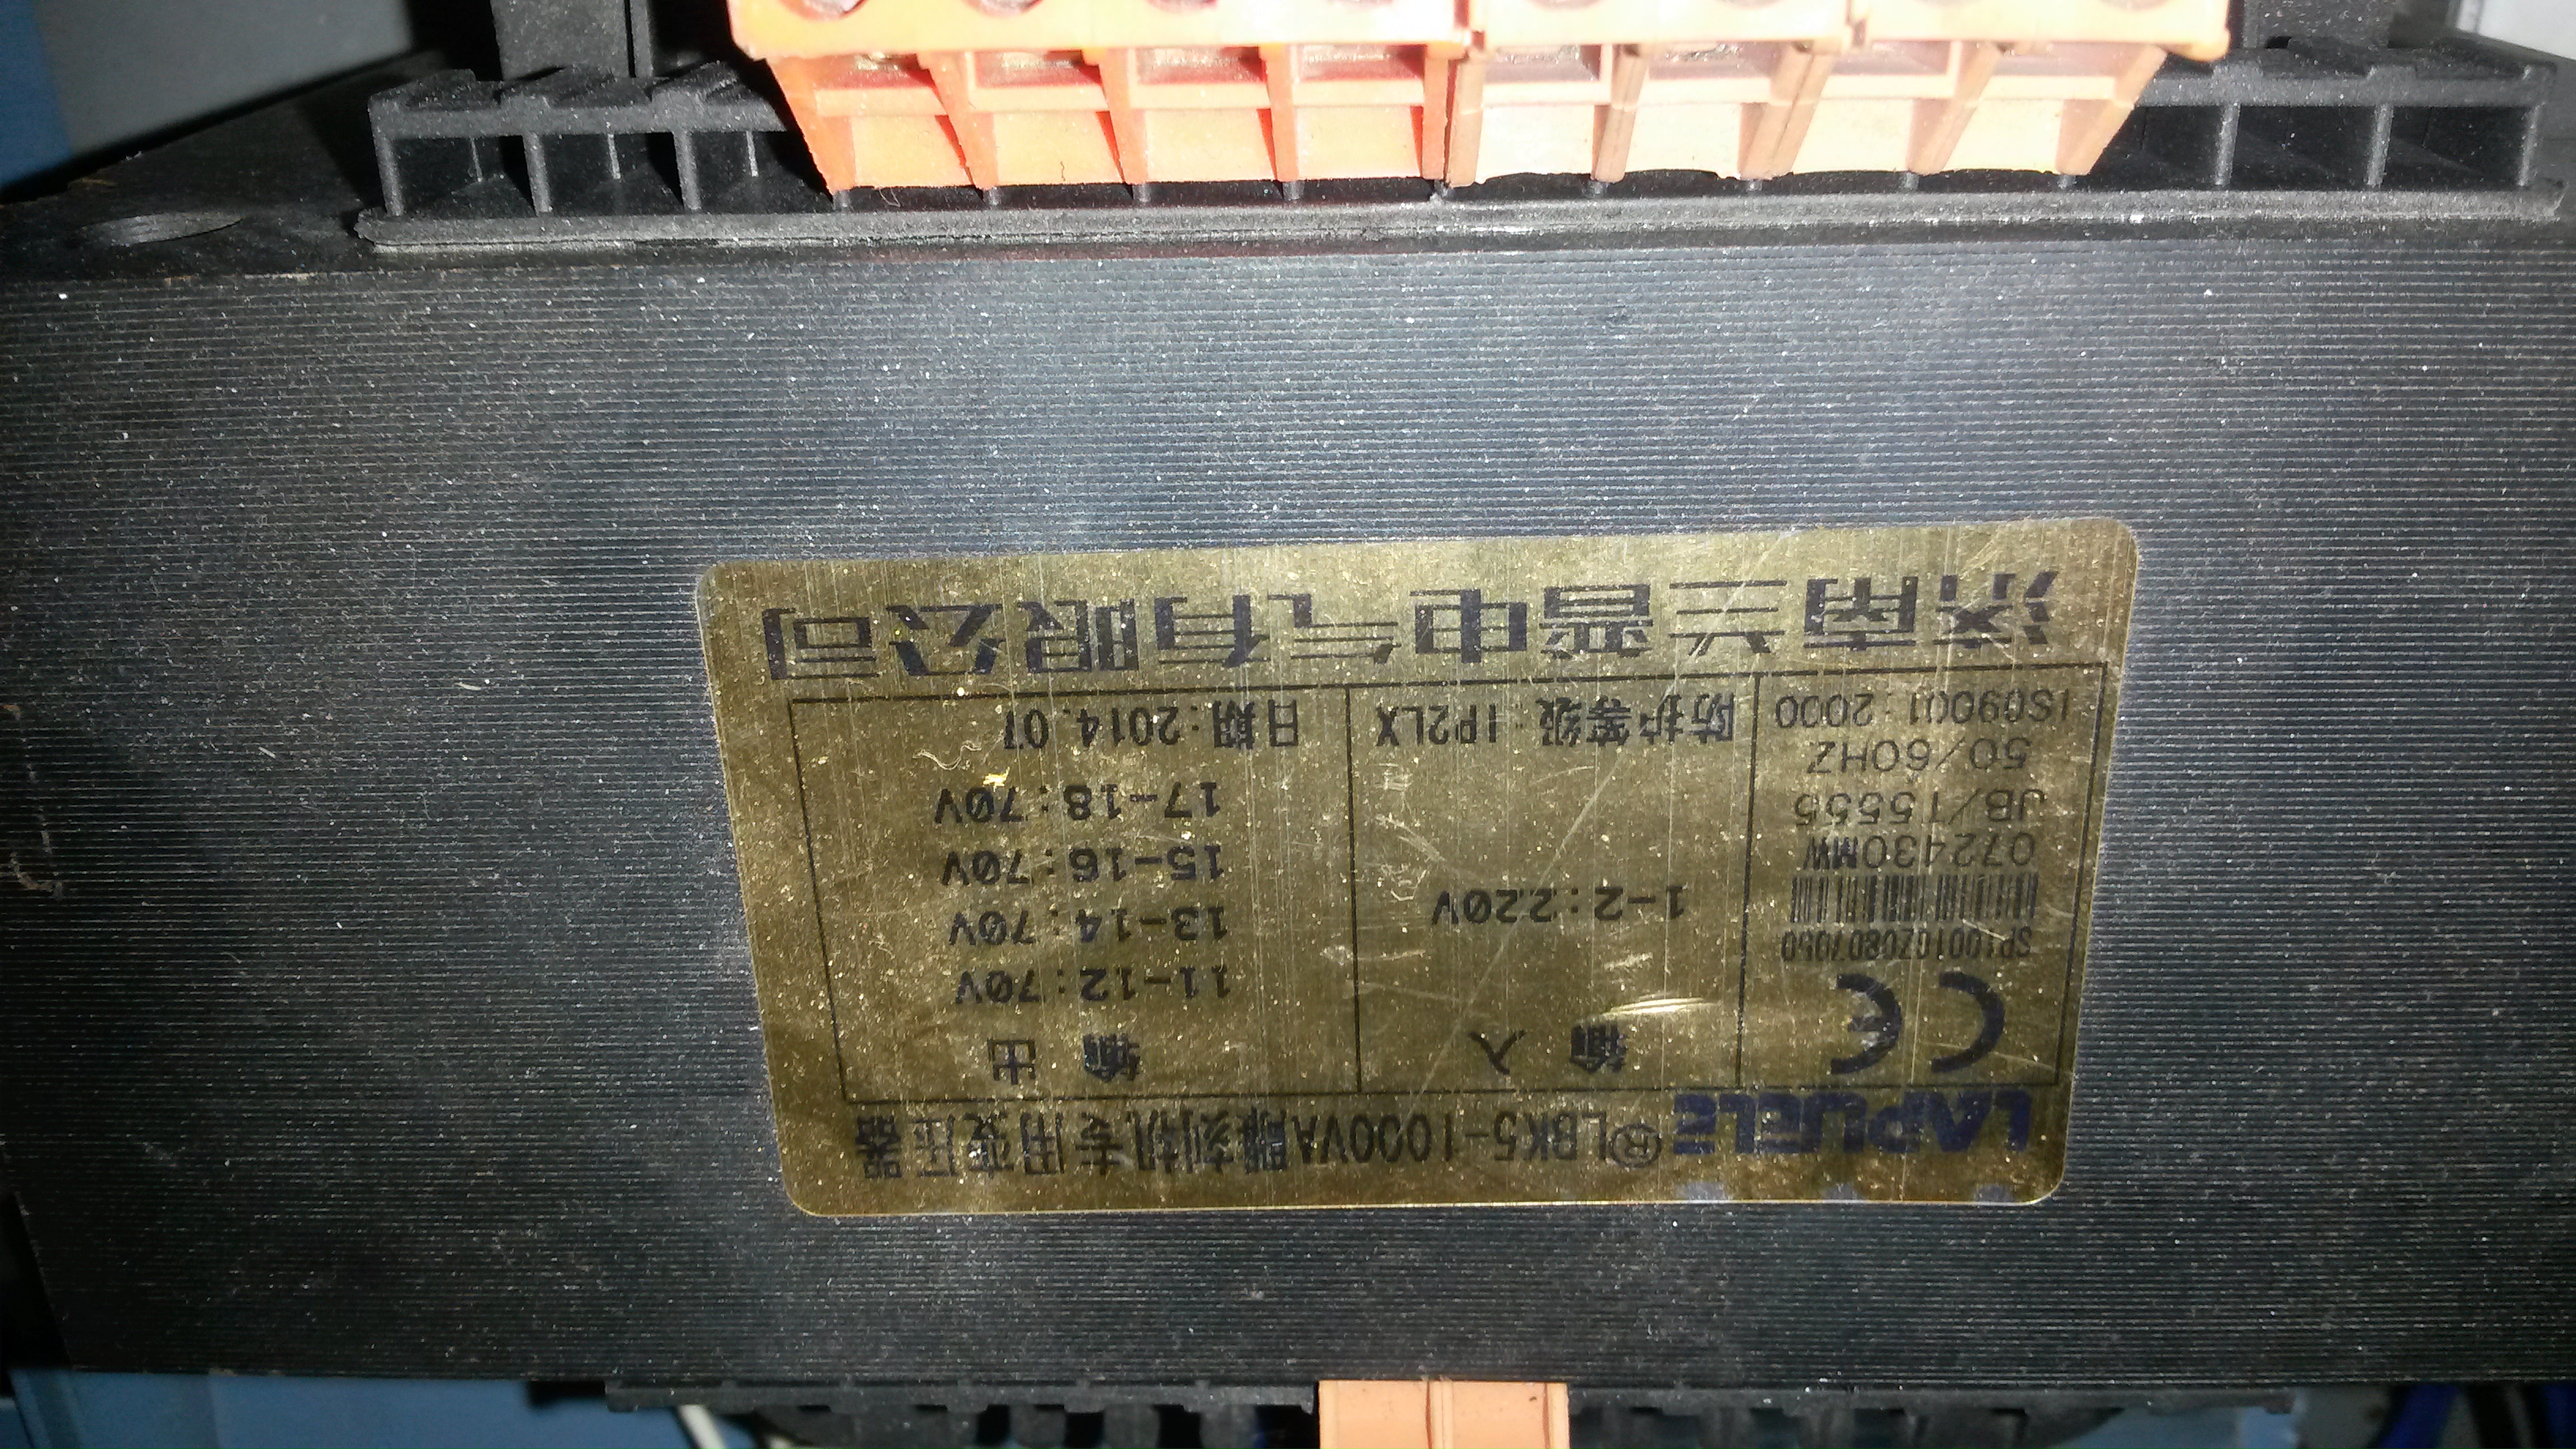 LAPUELE®LBK5-1000VA雕刻机专用变压器
CE
072430MW
JB/T5555
50/60HZ
ISO9001:2000
输 入
1-2:220V
防护等级:IP2LX
输 出
11-12:70V
13-14:70V
15-16:70V
17-18:70V
日期:2014.07
济南兰普电气有限公司